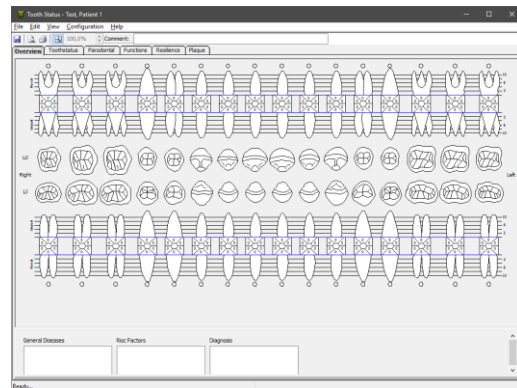 Tooth Status - Test, Patient 1
File Edit View Configuration Help
100,0% Comment:
Overview Toothstatus Parodontal Functions Resilience Plaque
Right
Left
General Diseases Risc Factors Diagnosis
Ready...